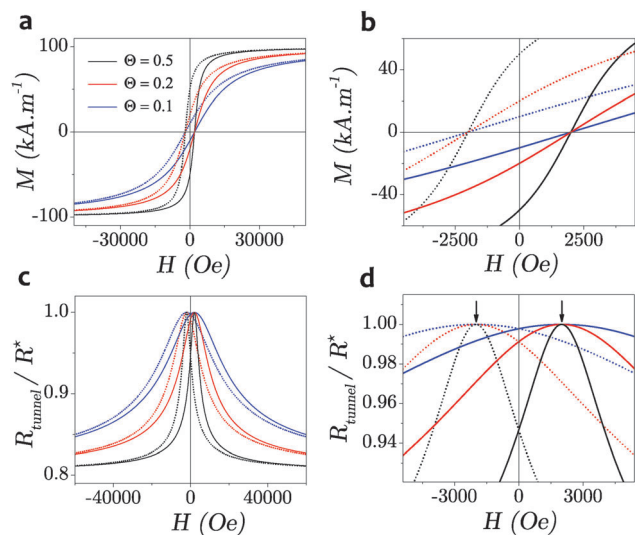 a
b
100
0
-100
M (kA.m⁻¹)
Θ = 0.5
Θ = 0.2
Θ = 0.1
-30000 0 30000
H (Oe)
40
0
-40
M (kA.m⁻¹)
-2500 0 2500
H (Oe)
c
d
1.0
0.9
0.8
R_tunnel / R*
-40000 0 40000
H (Oe)
1.00
0.98
0.96
0.94
R_tunnel / R*
-3000 0 3000
H (Oe)